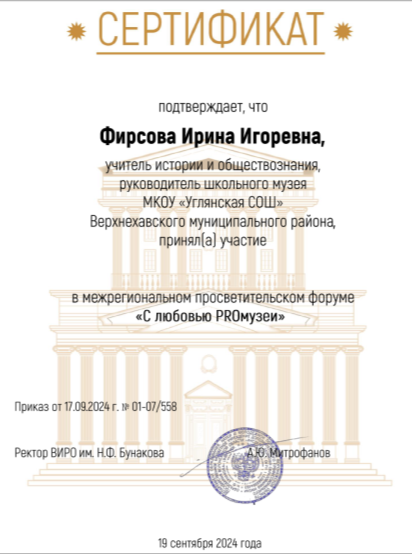 СЕРТИФИКАТ
подтверждает, что
Фирсова Ирина Игоревна,
учитель истории и обществознания,
руководитель школьного музея
МКОУ «Углянская СОШ»
Верхнехавского муниципального района,
принял(а) участие
в межрегиональном просветительском форуме
«С любовью PROмузеи»
Приказ от 17.09.2024 г. № 01-07/558
Ректор ВИРО им. Н.Ф. Бунакова А.Ю. Митрофанов
19 сентября 2024 года